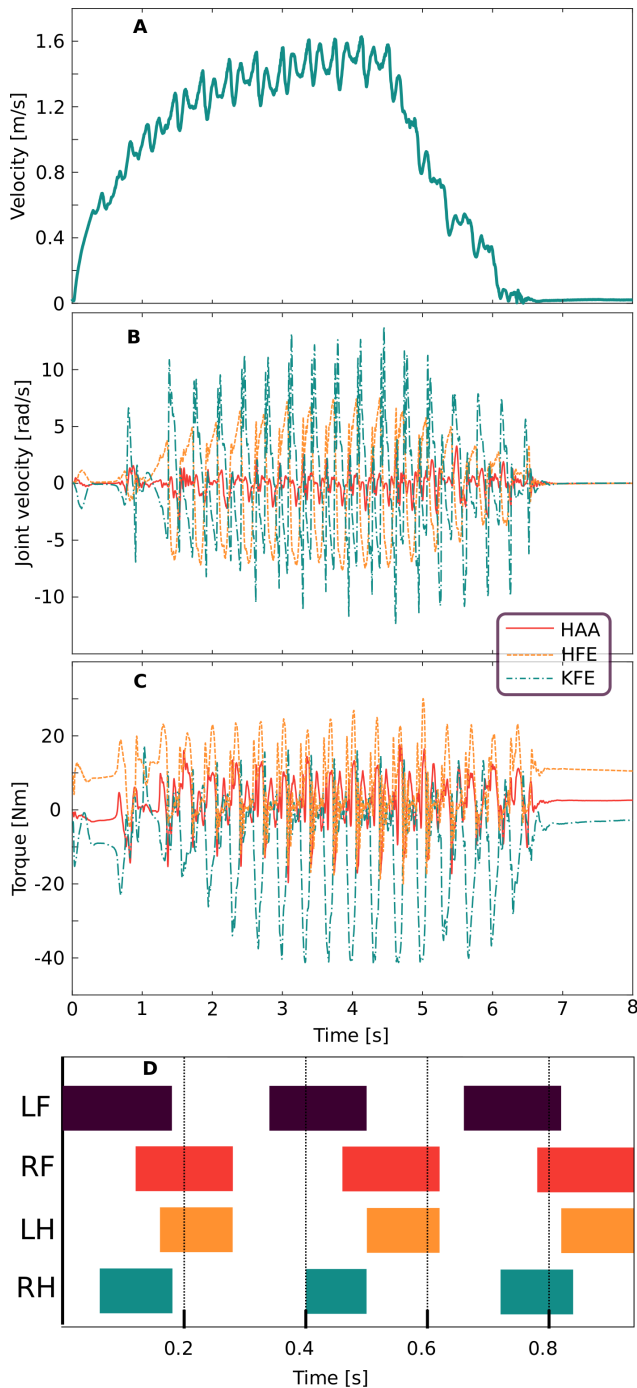 A
Velocity [m/s]
1.6
1.2
0.8
0.4
0
B
Joint velocity [rad/s]
10
5
0
-5
-10
HAA
HFE
KFE
C
Torque [Nm]
20
0
-20
-40
0 1 2 3 4 5 6 7 8
Time [s]
D
LF
RF
LH
RH
0.2 0.4 0.6 0.8
Time [s]